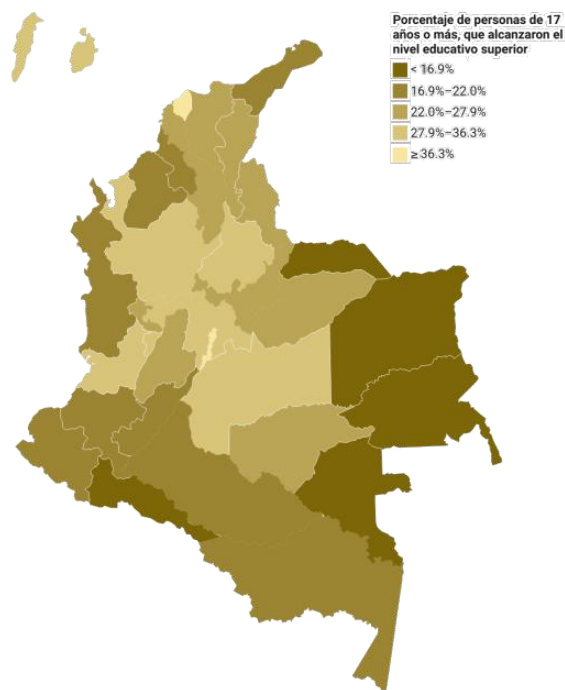 Porcentaje de personas de 17
años o más, que alcanzaron el
nivel educativo superior
< 16.9%
16.9%–22.0%
22.0%–27.9%
27.9%–36.3%
≥ 36.3%